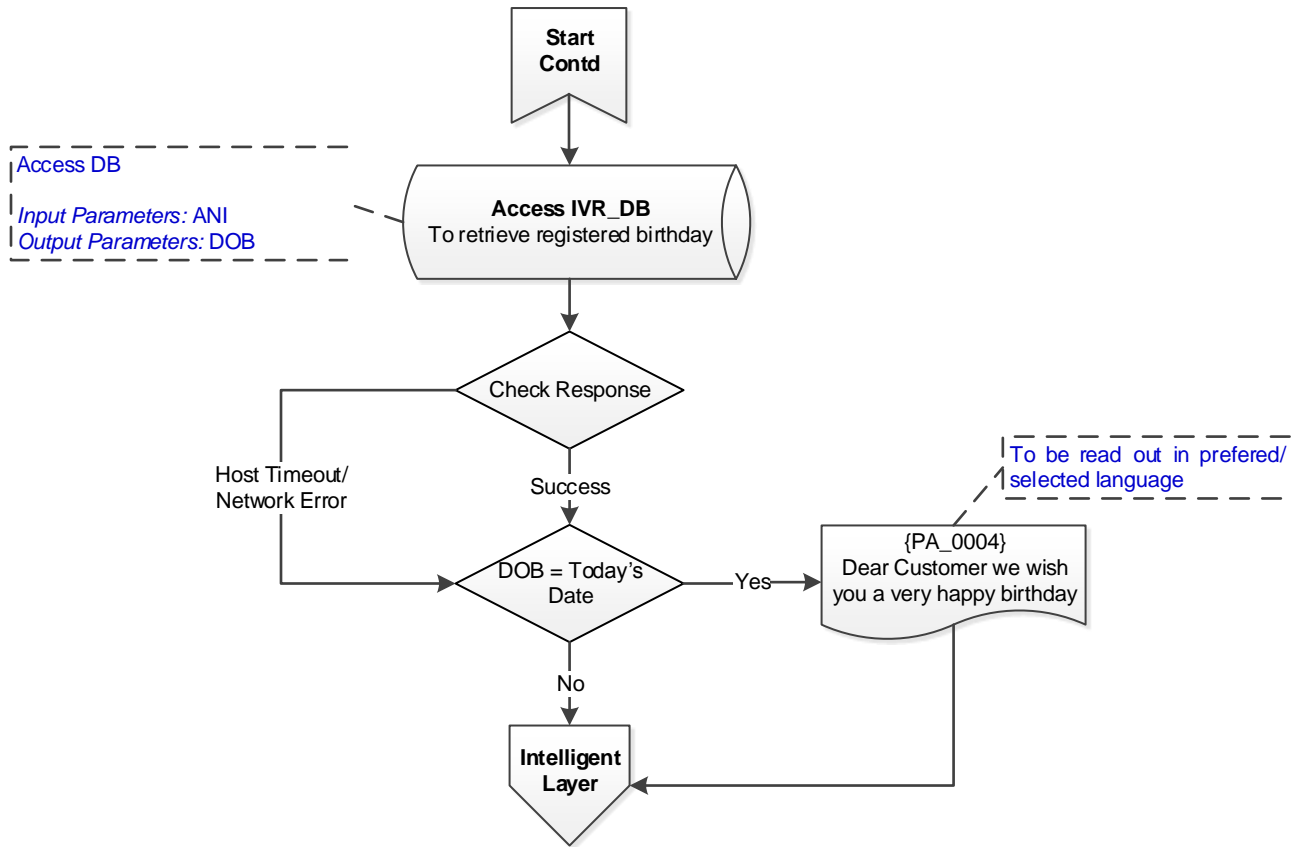 Start
Contd
Access DB
Input Parameters: ANI
Output Parameters: DOB
Access IVR_DB
To retrieve registered birthday
Check Response
Host Timeout/
Network Error
Success
To be read out in prefered/
selected language
DOB = Today's
Date
Yes
{PA_0004}
Dear Customer we wish
you a very happy birthday
No
Intelligent
Layer